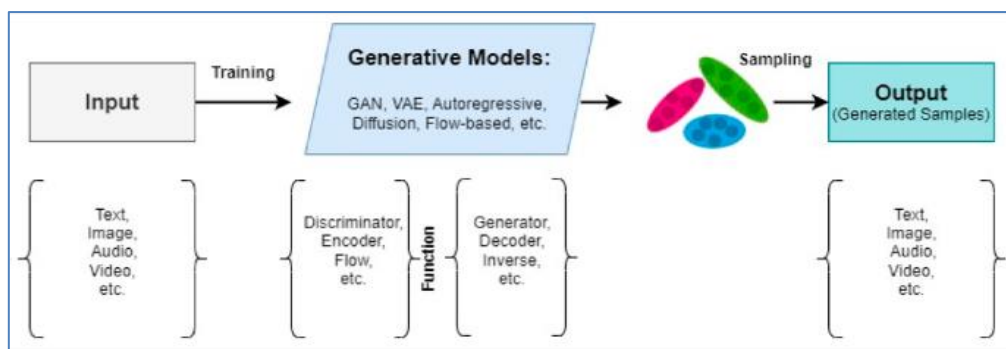 Input
Training
Generative Models:
GAN, VAE, Autoregressive,
Diffusion, Flow-based, etc.
Sampling
Output
(Generated Samples)
Text,
Image,
Audio,
Video,
etc.
Discriminator,
Encoder,
Flow,
etc.
Function
Generator,
Decoder,
Inverse,
etc.
Text,
Image,
Audio,
Video,
etc.